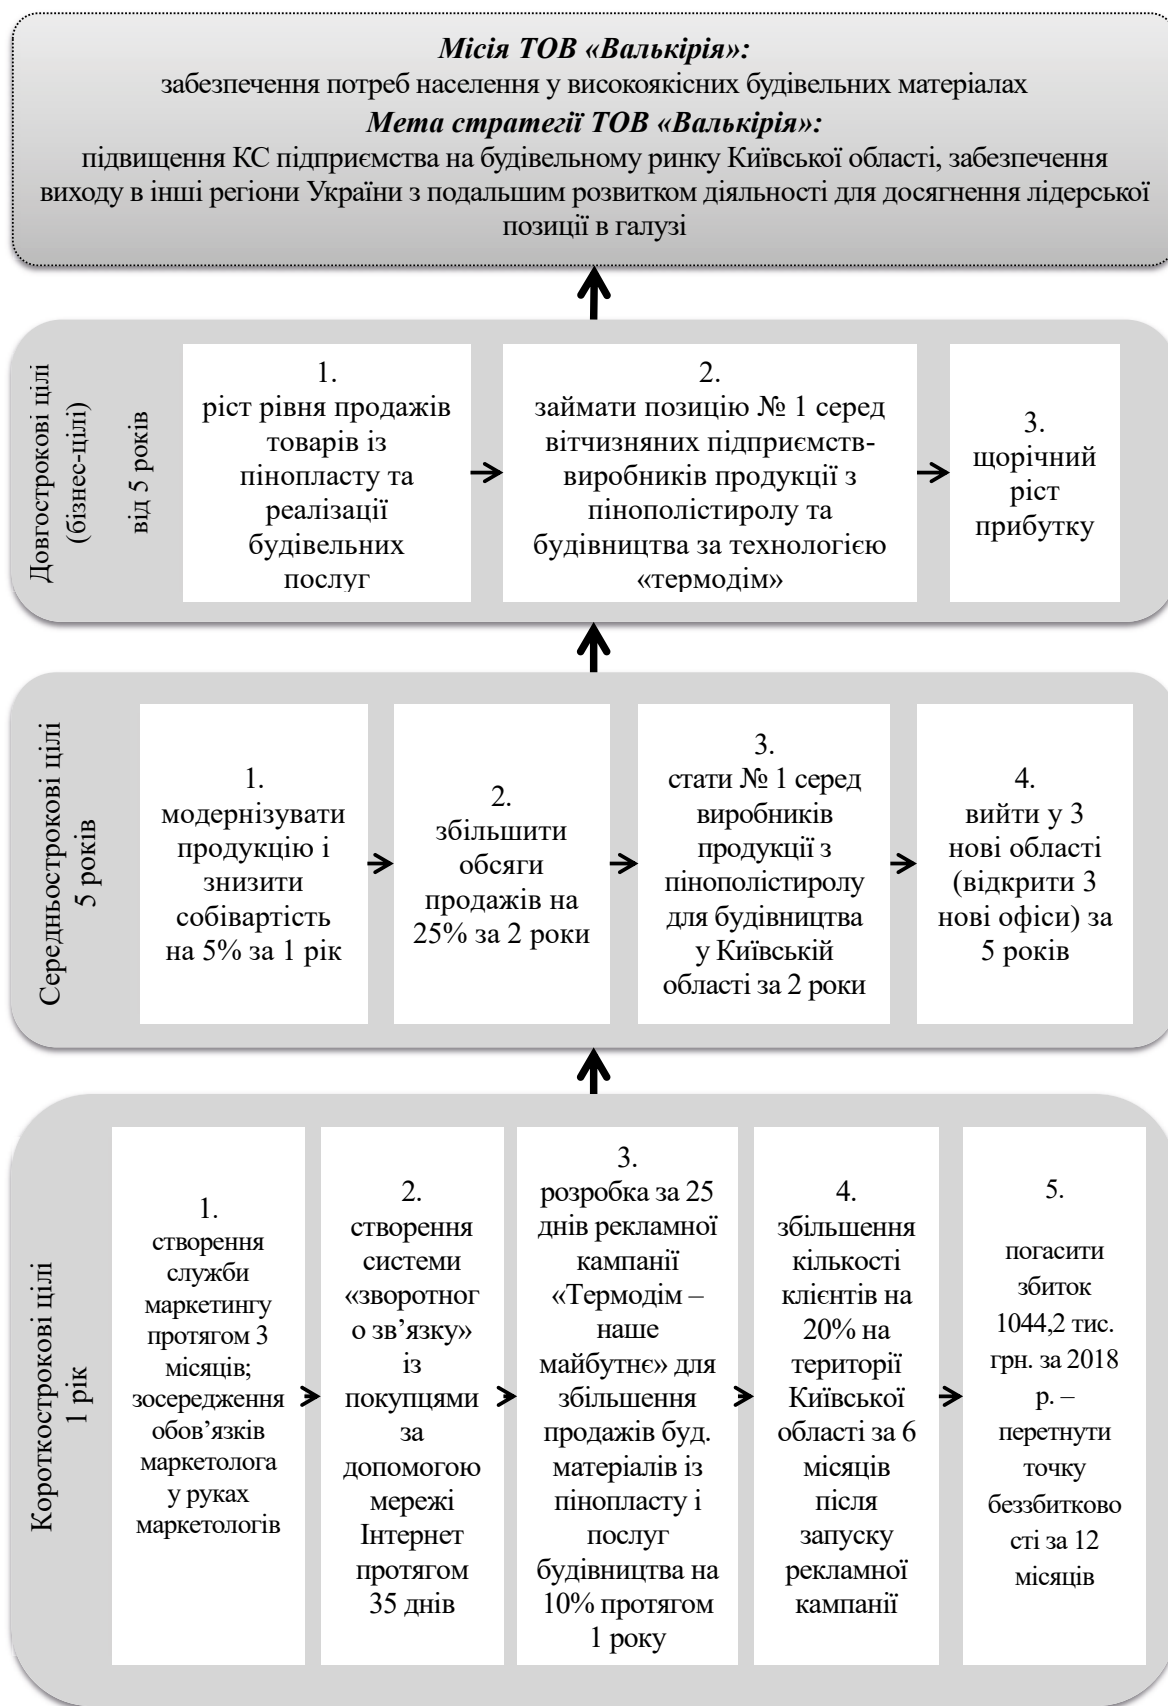 Місія ТОВ «Валькірія»:
забезпечення потреб населення у високоякісних будівельних матеріалах
Мета стратегії ТОВ «Валькірія»:
підвищення КС підприємства на будівельному ринку Київської області, забезпечення
виходу в інші регіони України з подальшим розвитком діяльності для досягнення лідерської
позиції в галузі
Довгострокові цілі
(бізнес-цілі)
від 5 років
1.
ріст рівня продажів
товарів із
пінопласту та
реалізації
будівельних
послуг
2.
займати позицію № 1 серед
вітчизняних підприємств-
виробників продукції з
пінополістиролу та
будівництва за технологією
«термодім»
3.
щорічний
ріст
прибутку
Середньострокові цілі
5 років
1.
модернізувати
продукцію і
знизити
собівартість
на 5% за 1 рік
2.
збільшити
обсяги
продажів на
25% за 2 роки
3.
стати № 1 серед
виробників
продукції з
пінополістиролу
для будівництва
у Київській
області за 2 роки
4.
вийти у 3
нові області
(відкрити 3
нові офіси) за
5 років
Короткострокові цілі
1 рік
1.
створення
служби
маркетингу
протягом 3
місяців;
зосередження
обов’язків
маркетолога
у руках
маркетологів
2.
створення
системи
«зворотног
о зв’язку»
із
покупцями
за
допомогою
мережі
Інтернет
протягом
35 днів
3.
розробка за 25
днів рекламної
кампанії
«Термодім –
наше
майбутнє» для
збільшення
продажів буд.
матеріалів із
пінопласту і
послуг
будівництва на
10% протягом
1 року
4.
збільшення
кількості
клієнтів на
20% на
території
Київської
області за 6
місяців
після
запуску
рекламної
кампанії
5.
погасити
збиток
1044,2 тис.
грн. за 2018
р. –
перетнути
точку
беззбитково
сті за 12
місяців